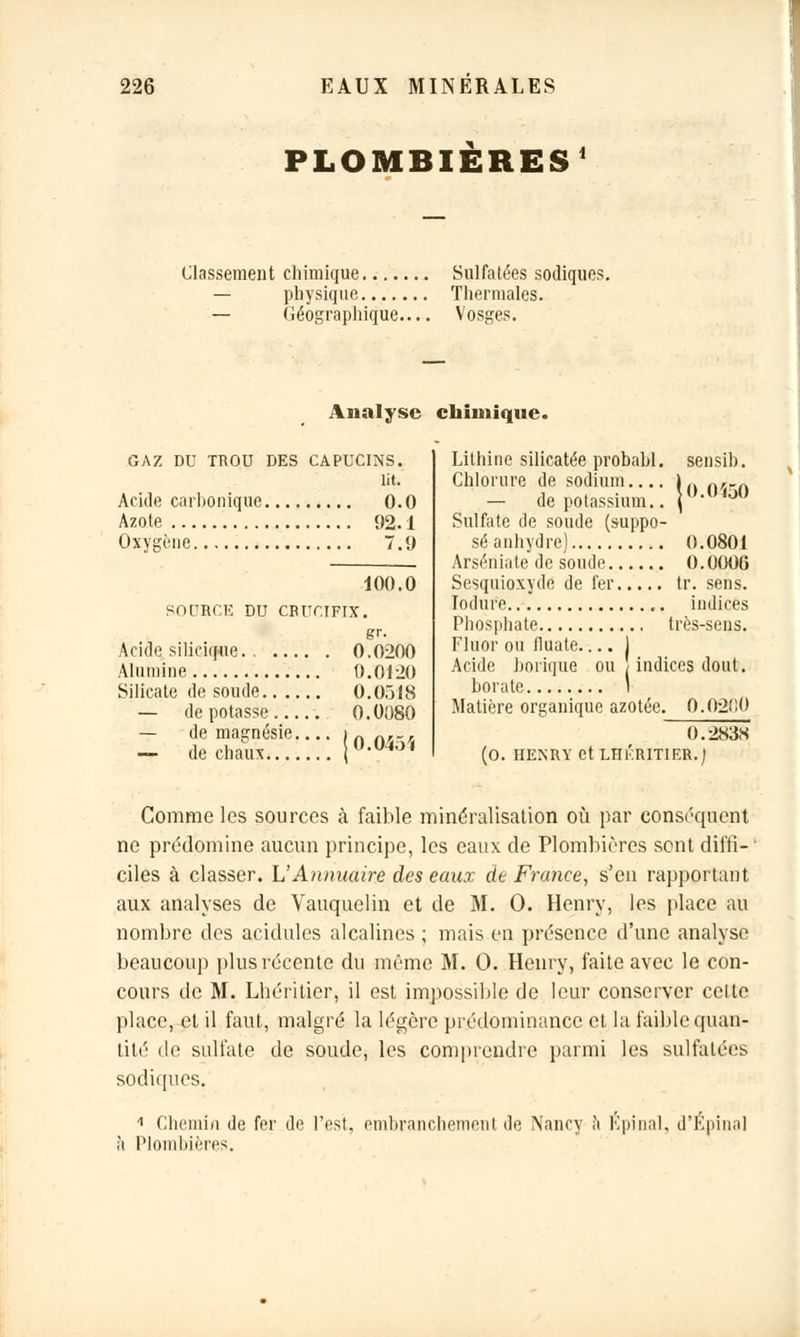 226 EAUX MINÉRALES
PLOMBIÈRES ¹
Classement chimique....... Sulfatées sodiques.
— physique....... Thermales.
— Géographique.... Vosges.
Analyse chimique.
GAZ DU TROU DES CAPUCINS.
lit.
Acide carbonique.......... 0.0
Azote.................... 92.1
Oxygène.................. 7.9
100.0
SOURCE DU CRUCIFIX.
gr.
Acide silicique....... 0.0200
Alumine............. 0.0120
Silicate de soude...... 0.0518
— de potasse...... 0.0080
— de magnésie.... } 0.0454
— de chaux.......
Lithine silicatée probabl. sensib.
Chlorure de sodium.... } 0.0450
— de potassium..
Sulfate de soude (suppo-
sé anhydre).......... 0.0801
Arséniate de soude...... 0.0006
Sesquioxyde de fer..... tr. sens.
Iodure................. indices
Phosphate............ très-sens.
Fluor ou fluate.... }
Acide borique ou } indices dout.
borate........ }
Matière organique azotée. 0.0200
0.2838
(O. HENRY et LHÉRITIER.)
Comme les sources à faible minéralisation où par conséquent
ne prédomine aucun principe, les eaux de Plombières sont diffi-
ciles à classer. L'Annuaire des eaux de France, s'en rapportant
aux analyses de Vauquelin et de M. O. Henry, les place au
nombre des acidules alcalines ; mais en présence d'une analyse
beaucoup plus récente du même M. O. Henry, faite avec le con-
cours de M. Lhéritier, il est impossible de leur conserver cette
place, et il faut, malgré la légère prédominance et la faible quan-
tité de sulfate de soude, les comprendre parmi les sulfatées
sodiques.
¹ Chemin de fer de l'est, embranchement de Nancy à Épinal, d'Épinal
à Plombières.